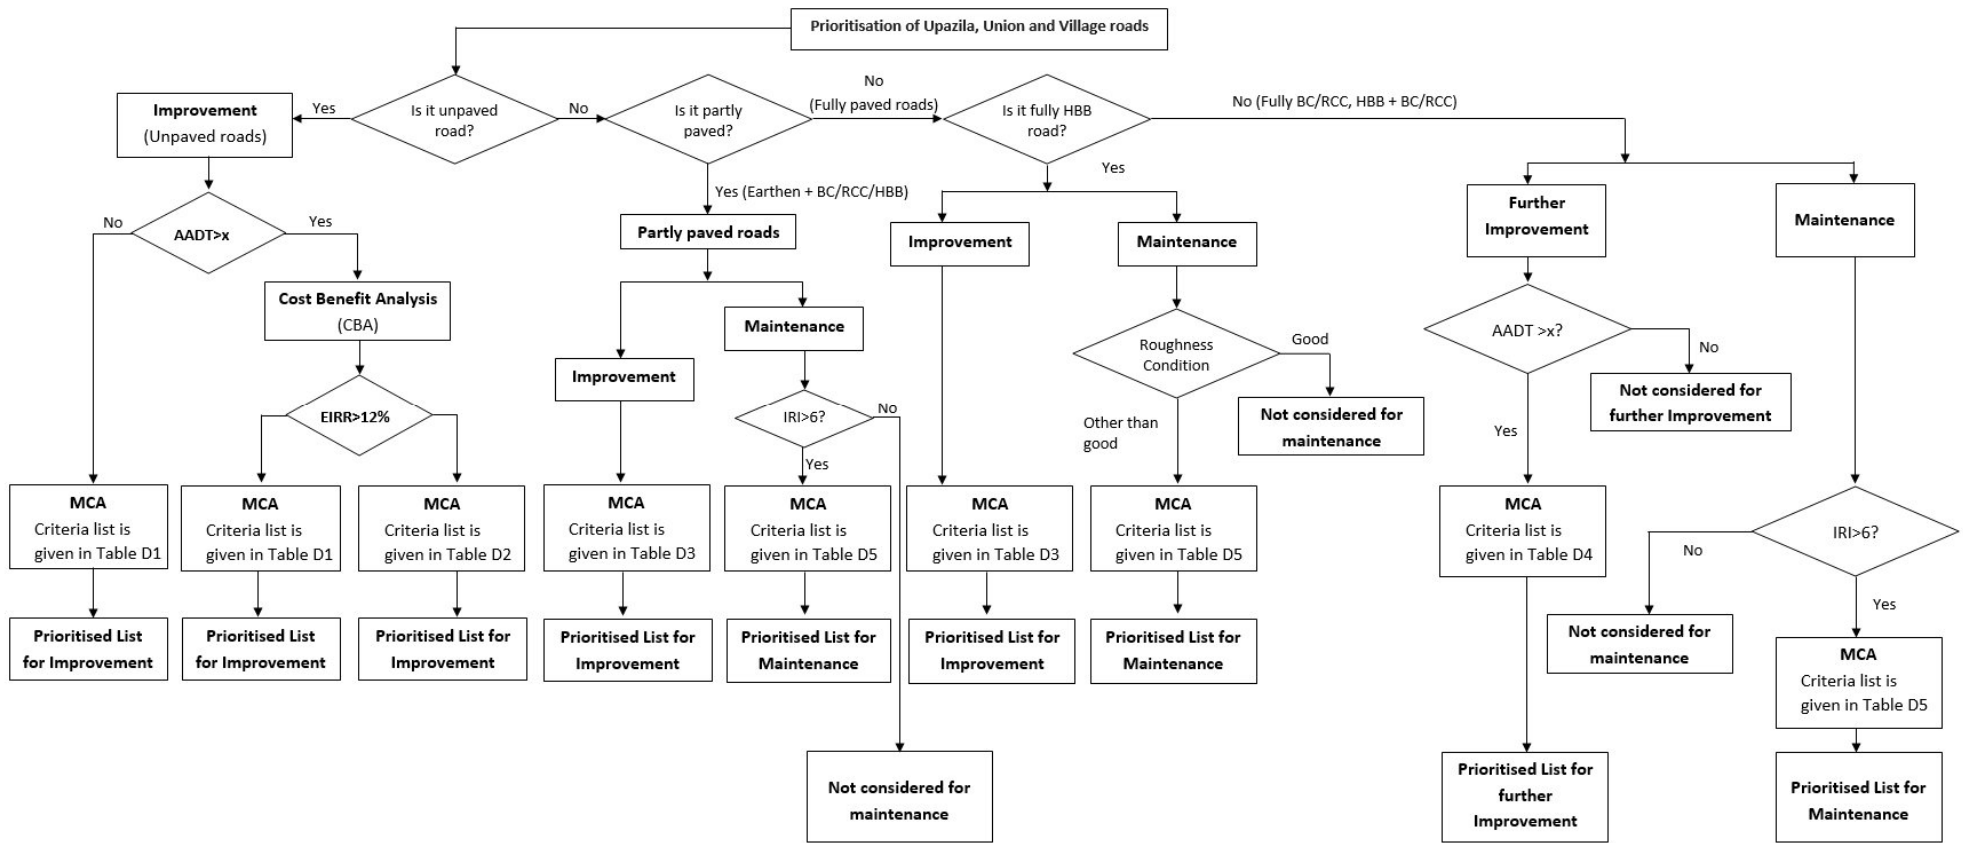 Prioritisation of Upazila, Union and Village roads
Is it unpaved
road?
Yes
No
Improvement
(Unpaved roads)
AADT>x
No
Yes
Cost Benefit Analysis
(CBA)
EIRR>12%
MCA
Criteria list is
given in Table D1
Prioritised List
for Improvement
MCA
Criteria list is
given in Table D1
Prioritised List
for Improvement
MCA
Criteria list is
given in Table D2
Prioritised List for
Improvement
Is it partly
paved?
No
(Fully paved roads)
Yes (Earthen + BC/RCC/HBB)
Partly paved roads
Improvement
MCA
Criteria list is
given in Table D3
Prioritised List for
Improvement
Maintenance
IRI>6?
No
Yes
MCA
Criteria list is
given in Table D5
Prioritised List for
Maintenance
Not considered for
maintenance
Is it fully HBB
road?
No (Fully BC/RCC, HBB + BC/RCC)
Yes
Improvement
MCA
Criteria list is
given in Table D3
Prioritised List for
Improvement
Maintenance
Roughness
Condition
Good
Not considered for
maintenance
Other than
good
MCA
Criteria list is
given in Table D5
Prioritised List for
Maintenance
Further
Improvement
AADT >x?
No
Not considered for
further Improvement
Yes
MCA
Criteria list is
given in Table D4
Prioritised List for
further
Improvement
Maintenance
IRI>6?
No
Not considered for
maintenance
Yes
MCA
Criteria list is
given in Table D5
Prioritised List for
Maintenance